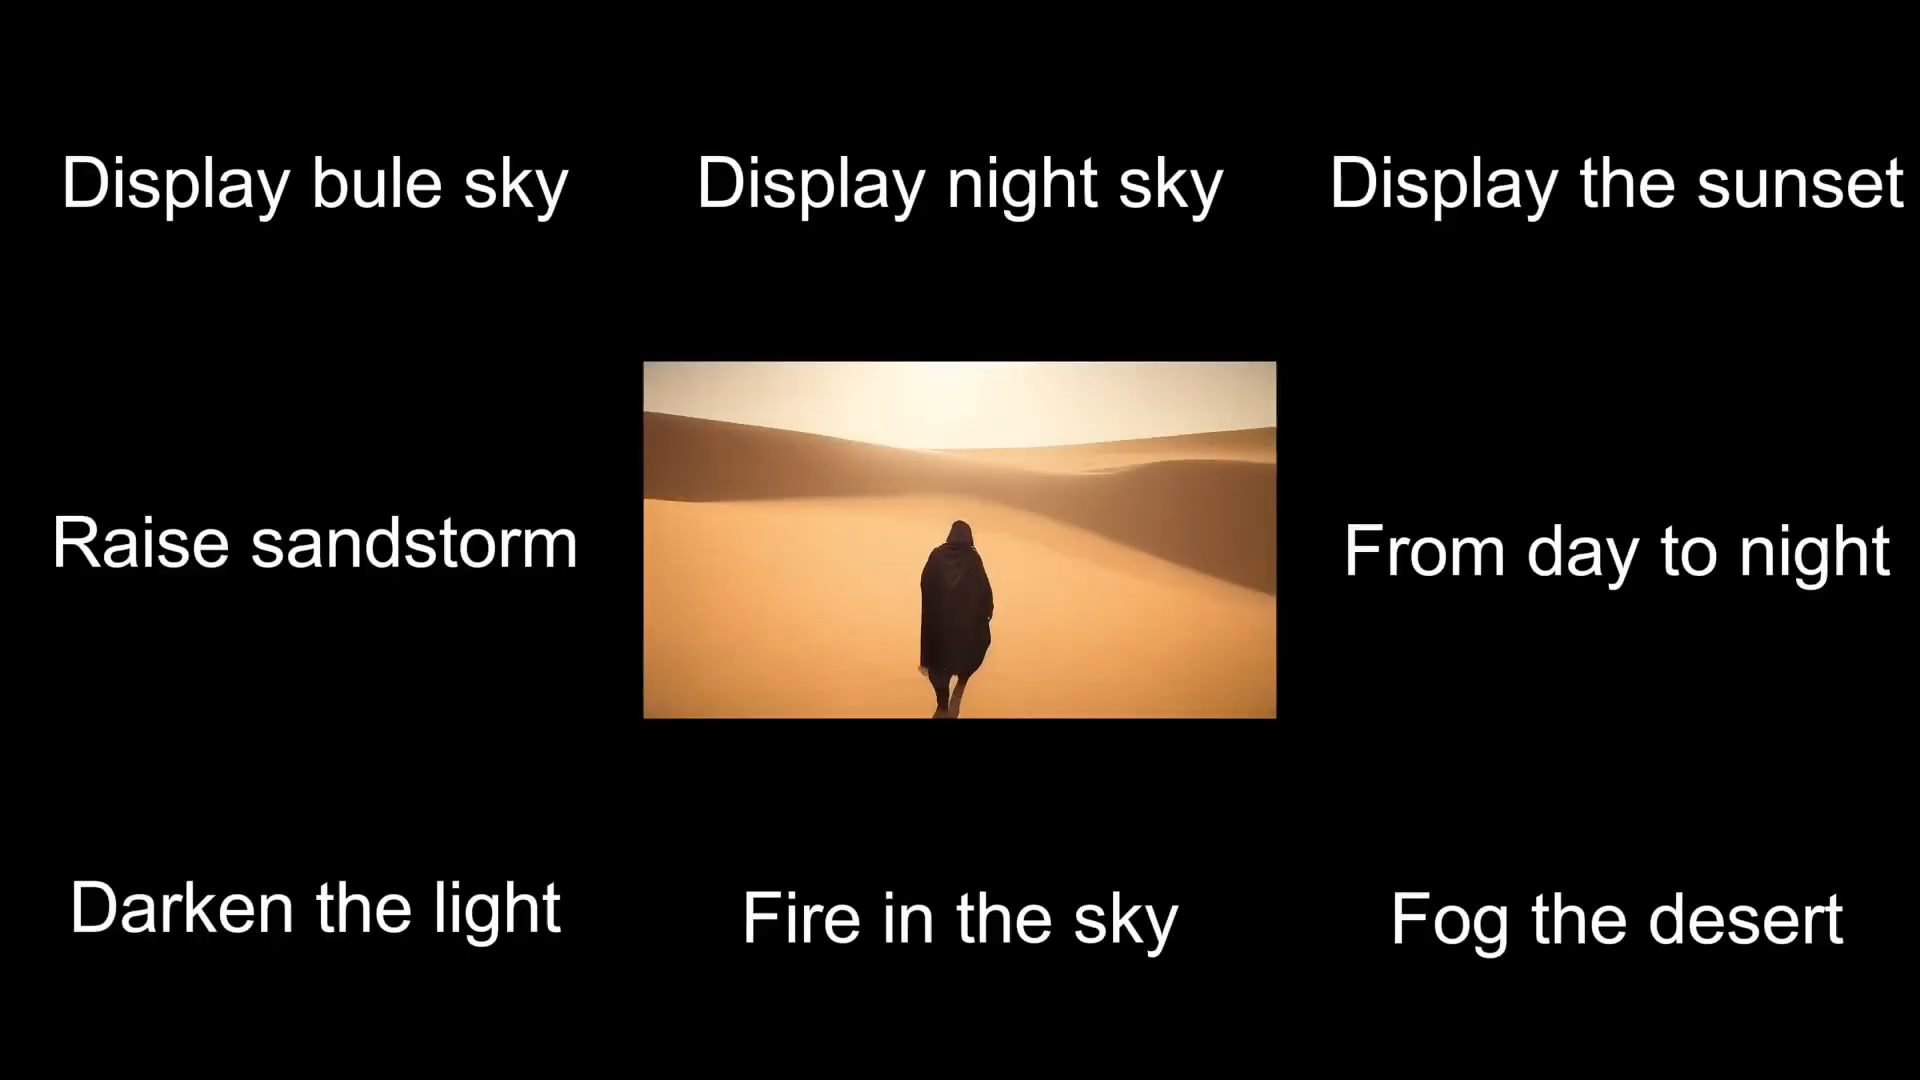 Display bule sky
Display night sky
Display the sunset
Raise sandstorm
From day to night
Darken the light
Fire in the sky
Fog the desert